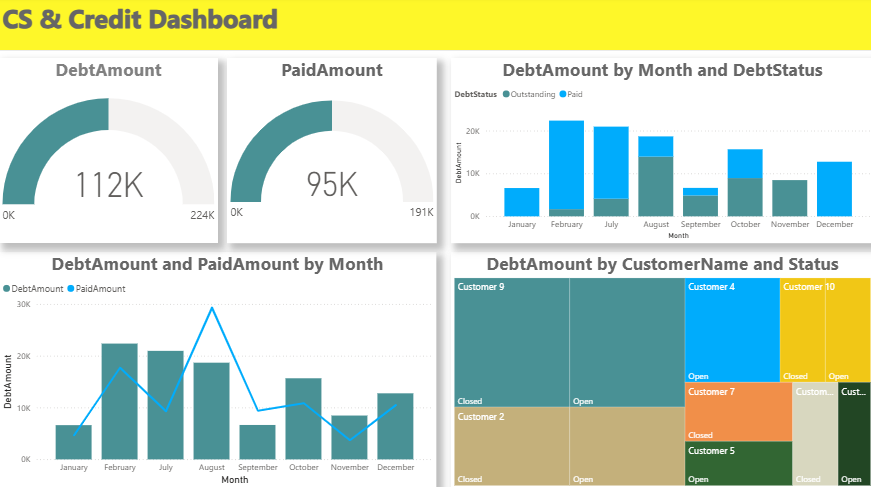 CS & Credit Dashboard
DebtAmount
112K
0K
224K
PaidAmount
95K
0K
191K
DebtAmount by Month and DebtStatus
DebtStatus Outstanding Paid
DebtAmount
20K
10K
0K
January February July August September October November December
Month
DebtAmount and PaidAmount by Month
DebtAmount PaidAmount
DebtAmount
30K
20K
10K
0K
January February July August September October November December
Month
DebtAmount by CustomerName and Status
Customer 9
Closed
Open
Customer 2
Closed
Open
Customer 4
Open
Customer 10
Closed
Open
Customer 7
Closed
Customer 5
Open
Custom...
Closed
Cust...
Open